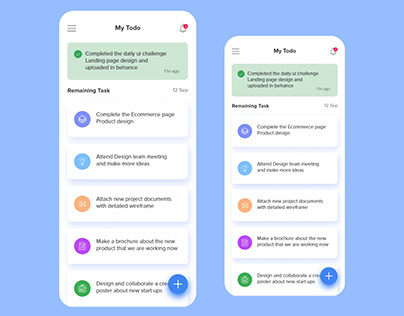 My Todo
Completed the daily ui challenge
Landing page design and
uploaded in behance
1 hr ago
Remaining Task
12 Sep
Complete the Ecommerce page
Product design
Attend Design team meeting
and make more ideas
Attach new project documents
with detailed wireframe
Make a brochure about the new
product that we are working now
Design and collaborate a cre
poster about new start-ups
My Todo
Completed the daily ui challenge
Landing page design and
uploaded in behance
1 hr ago
Remaining Task
12 Sep
Complete the Ecommerce page
Product design
Attend Design team meeting
and make more ideas
Attach new project documents
with detailed wireframe
Make a brochure about the new
product that we are working now
Design and collaborate a cre
poster about new start-ups